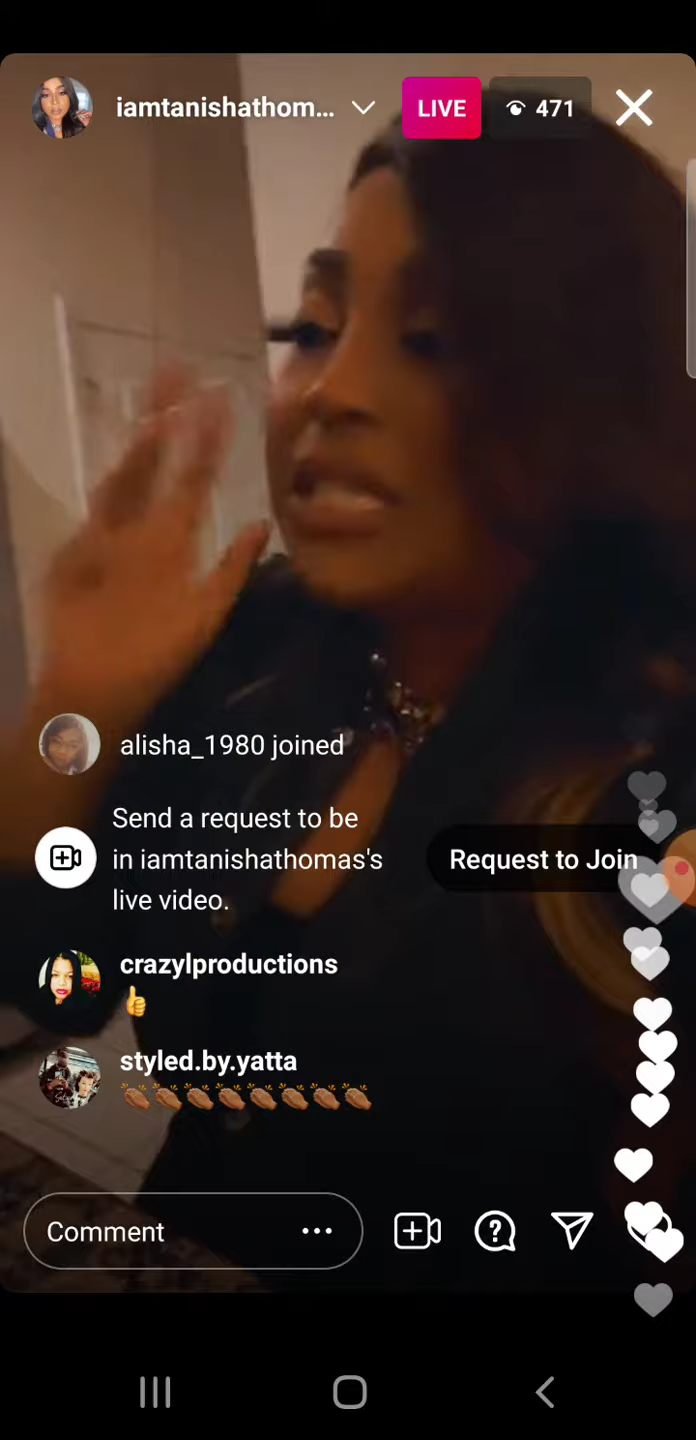 iamtanishathom...
LIVE
471
alisha_1980 joined
Send a request to be
in iamtanishathomas's
live video.
Request to Join
crazylproductions
👍
styled.by.yatta
👏🏽👏🏽👏🏽👏🏽👏🏽👏🏽👏🏽👏🏽
Comment